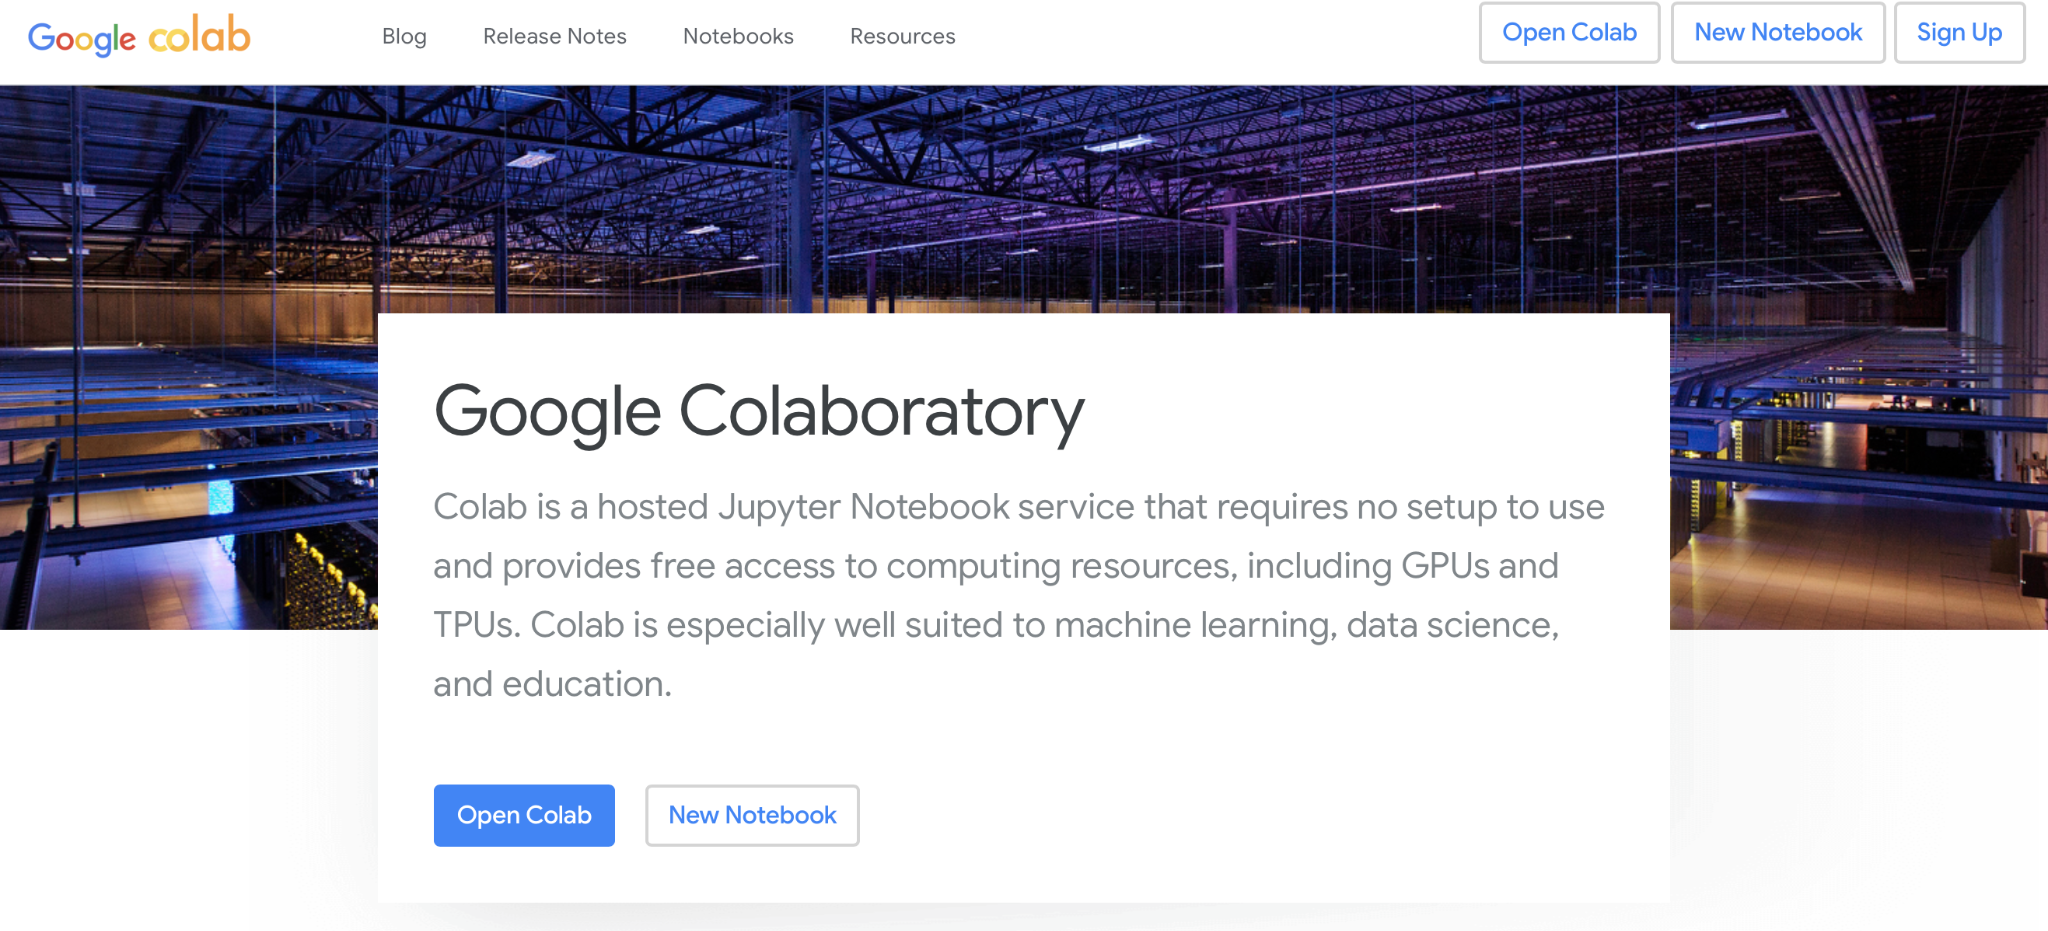 Google colab
Blog
Release Notes
Notebooks
Resources
Open Colab
New Notebook
Sign Up
Google Colaboratory
Colab is a hosted Jupyter Notebook service that requires no setup to use
and provides free access to computing resources, including GPUs and
TPUs. Colab is especially well suited to machine learning, data science,
and education.
Open Colab
New Notebook